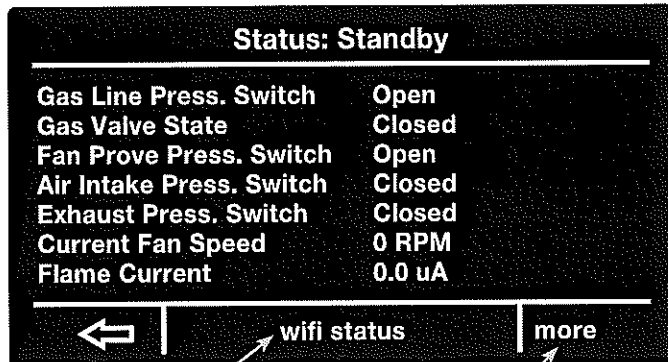 Status: Standby
Gas Line Press. Switch Open
Gas Valve State Closed
Fan Prove Press. Switch Open
Air Intake Press. Switch Closed
Exhaust Press. Switch Closed
Current Fan Speed 0 RPM
Flame Current 0.0 uA
wifi status more